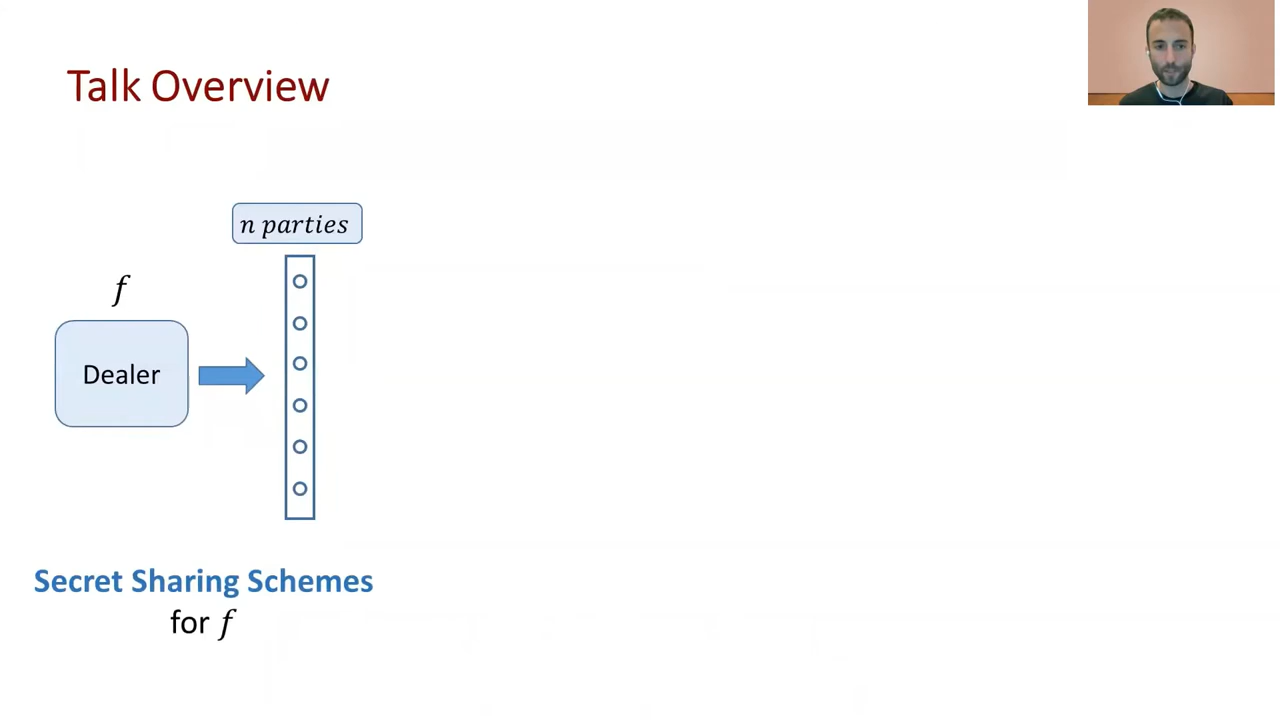 Talk Overview
n parties
f
Dealer
Secret Sharing Schemes
for f